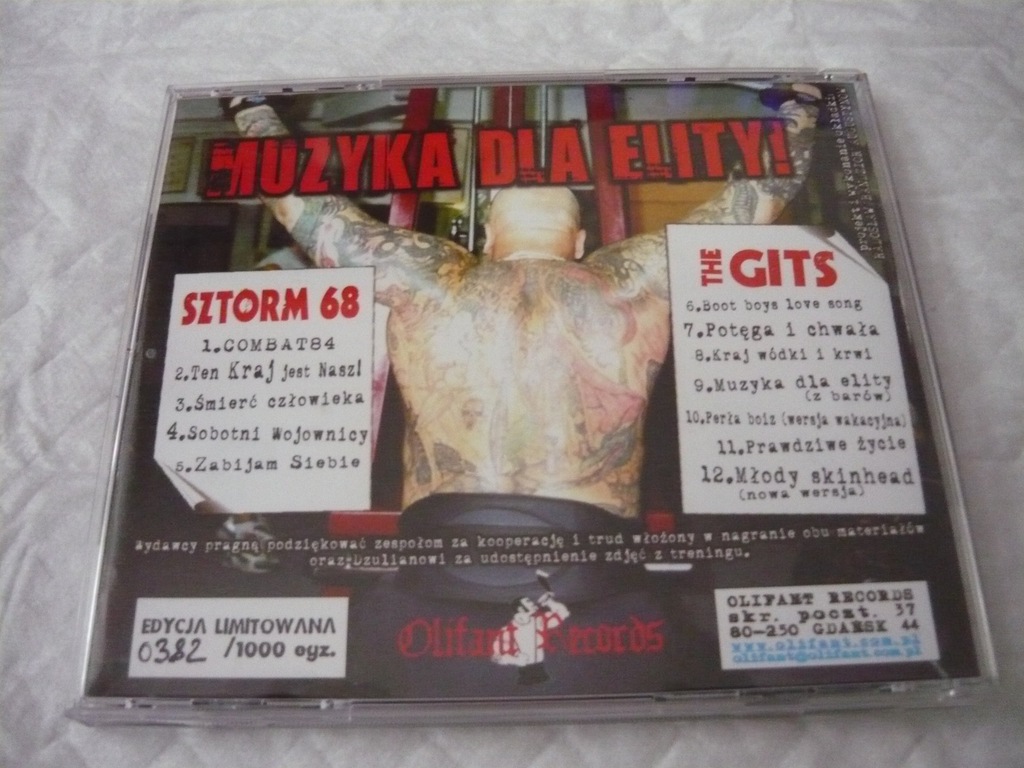 MUZYKA DLA ELITY!
projekt i wykonanie okładki:
SZTORM 68
1.COMBAT84
2.Ten Kraj jest Nasz!
3.Śmierć człowieka
4.Sobotni Wojownicy
5.Zabijam Siebie
THE GITS
6.Boot boys love song
7.Potęga i chwała
8.Kraj wódki i krwi
9.Muzyka dla elity
(z barów)
10.Perła boiz (wersja wakacyjna)
11.Prawdziwe życie
12.Młody skinhead
(nowa wersja)
Wydawcy pragną podziękować zespołom za kooperację i trud włożony w nagranie obu materiałów
oraz Dzulianowi za udostępnienie zdjęć z treningu.
EDYCJA LIMITOWANA
0382 /1000 egz.
Olifant Records
OLIFANT RECORDS
skr. poczt. 37
80-250 GDAŃSK 44
www.olifant.com.pl
olifant@olifant.com.pl